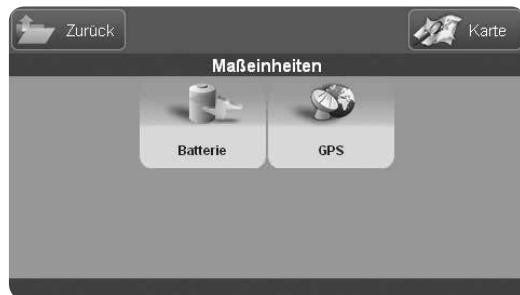 Zurück
Karte
Maßeinheiten
Batterie
GPS